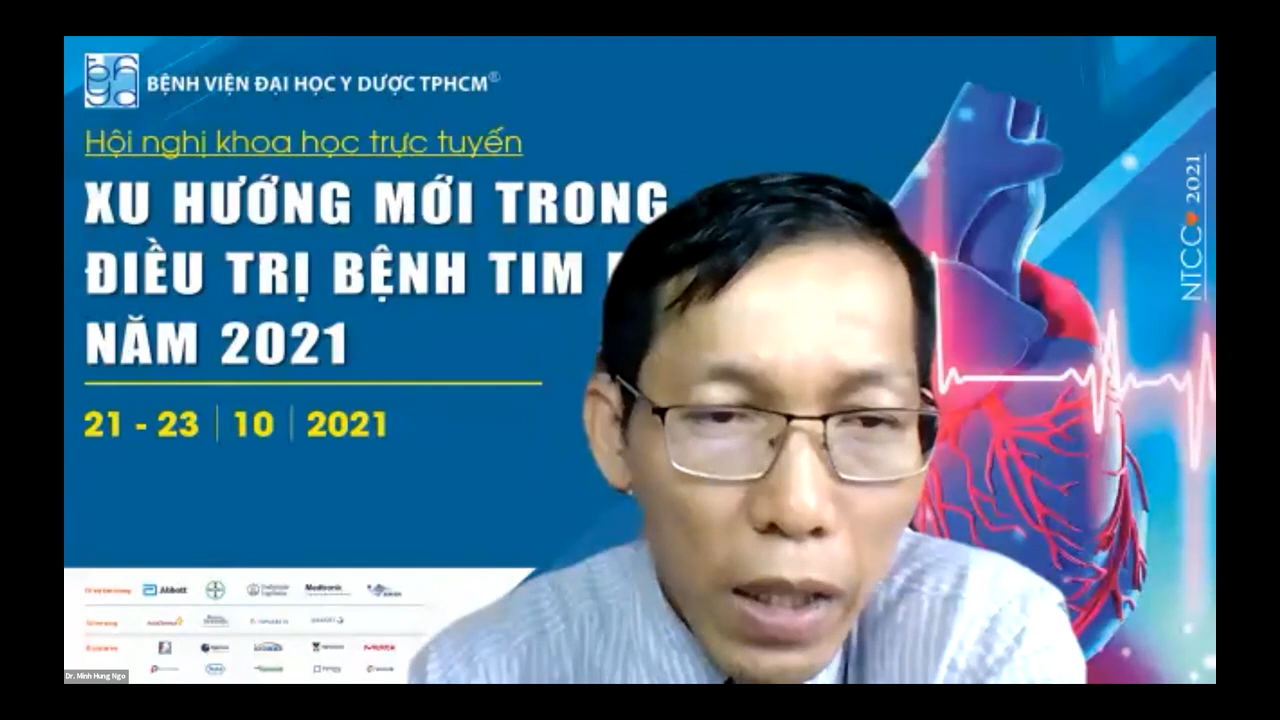 BỆNH VIỆN ĐẠI HỌC Y DƯỢC TPHCM®
Hội nghị khoa học trực tuyến
XU HƯỚNG MỚI TRONG
ĐIỀU TRỊ BỆNH TIM
NĂM 2021
21 - 23 | 10 | 2021
NTCC 2021
Abbott
Medtronic
Dr. Minh Hung Ngo